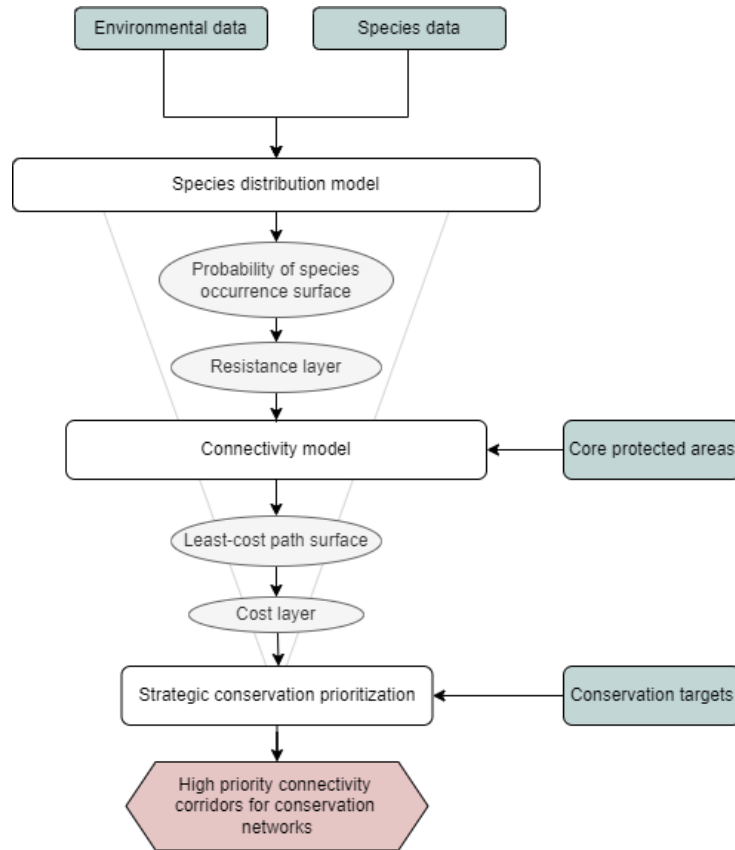 Environmental data
Species data
Species distribution model
Probability of species
occurrence surface
Resistance layer
Connectivity model
Core protected areas
Least-cost path surface
Cost layer
Strategic conservation prioritization
Conservation targets
High priority connectivity
corridors for conservation
networks